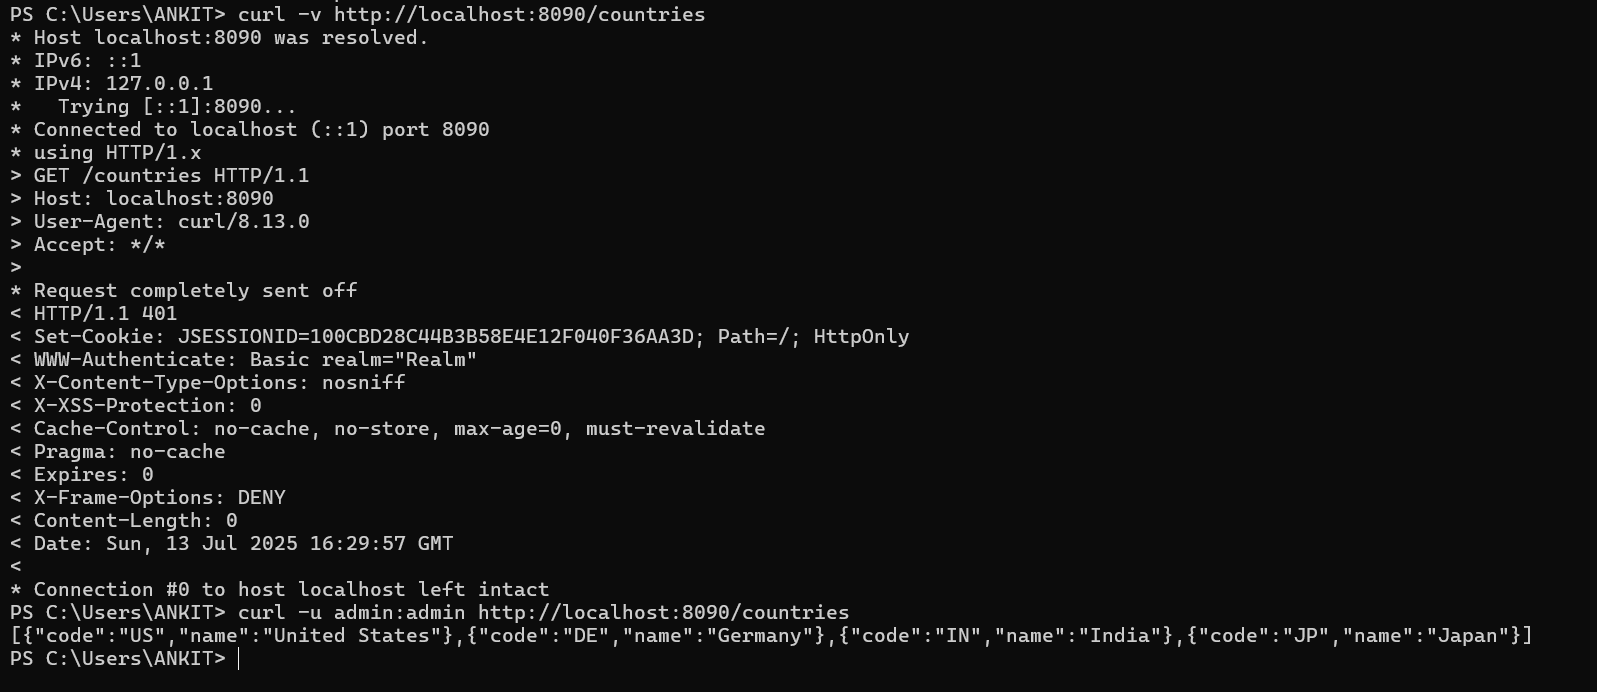 PS C:\Users\ANKIT> curl -v http://localhost:8090/countries
* Host localhost:8090 was resolved.
* IPv6: ::1
* IPv4: 127.0.0.1
*   Trying [::1]:8090...
* Connected to localhost (::1) port 8090
* using HTTP/1.x
> GET /countries HTTP/1.1
> Host: localhost:8090
> User-Agent: curl/8.13.0
> Accept: */*
>
* Request completely sent off
< HTTP/1.1 401
< Set-Cookie: JSESSIONID=100CBD28C44B3B58E4E12F040F36AA3D; Path=/; HttpOnly
< WWW-Authenticate: Basic realm="Realm"
< X-Content-Type-Options: nosniff
< X-XSS-Protection: 0
< Cache-Control: no-cache, no-store, max-age=0, must-revalidate
< Pragma: no-cache
< Expires: 0
< X-Frame-Options: DENY
< Content-Length: 0
< Date: Sun, 13 Jul 2025 16:29:57 GMT
<
* Connection #0 to host localhost left intact
PS C:\Users\ANKIT> curl -u admin:admin http://localhost:8090/countries
[{"code":"US","name":"United States"},{"code":"DE","name":"Germany"},{"code":"IN","name":"India"},{"code":"JP","name":"Japan"}]
PS C:\Users\ANKIT>